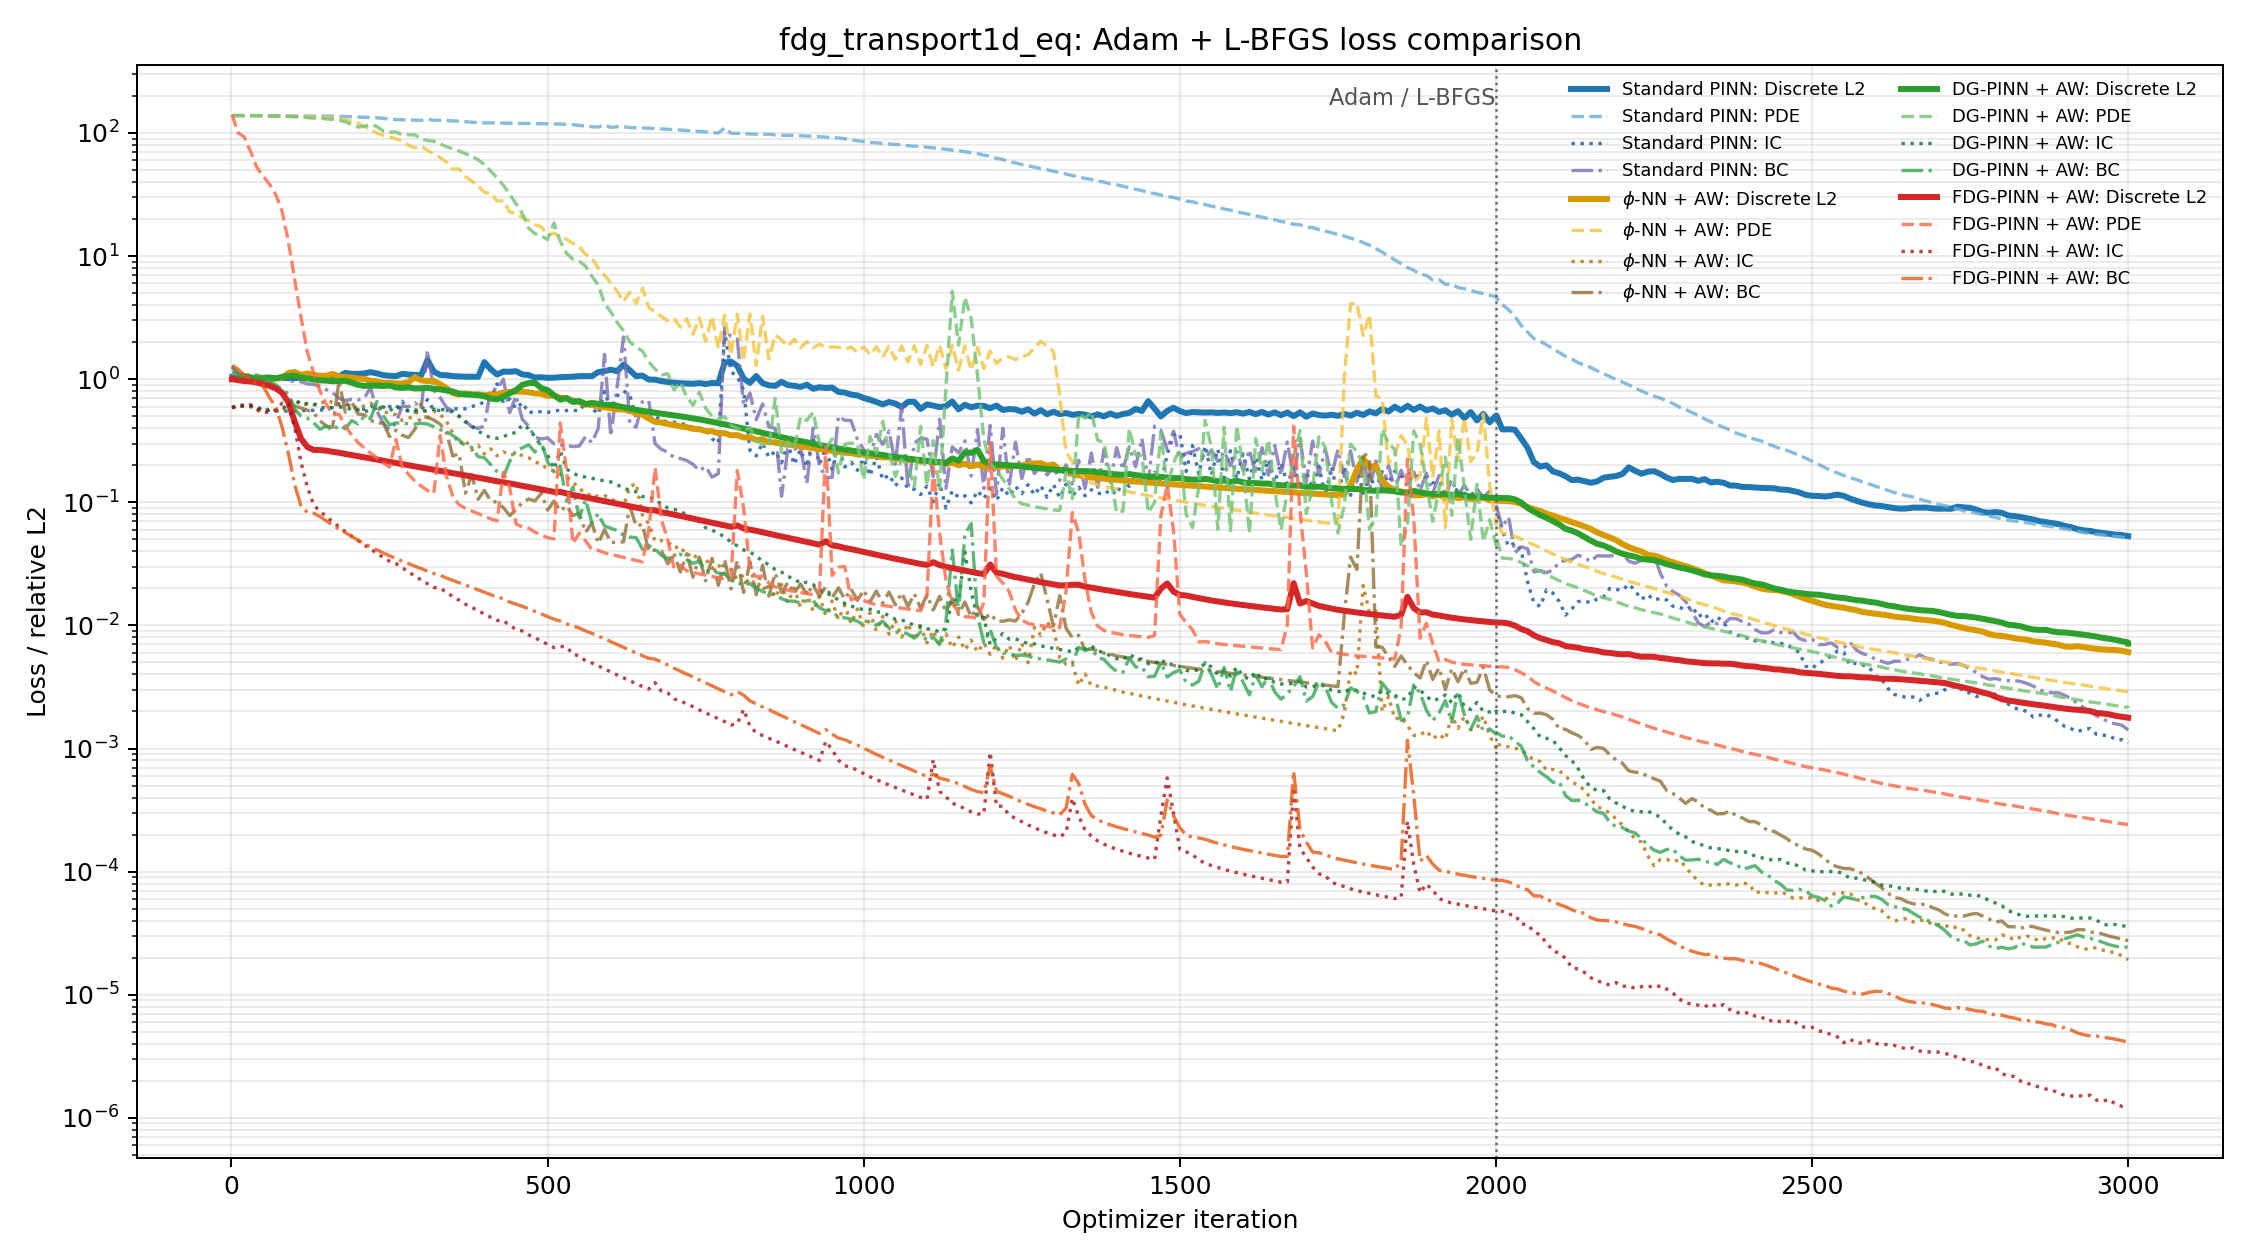 fdg_transport1d_eq: Adam + L-BFGS loss comparison
Adam / L-BFGS
Standard PINN: Discrete L2
Standard PINN: PDE
Standard PINN: IC
Standard PINN: BC
ϕ-NN + AW: Discrete L2
ϕ-NN + AW: PDE
ϕ-NN + AW: IC
ϕ-NN + AW: BC
DG-PINN + AW: Discrete L2
DG-PINN + AW: PDE
DG-PINN + AW: IC
DG-PINN + AW: BC
FDG-PINN + AW: Discrete L2
FDG-PINN + AW: PDE
FDG-PINN + AW: IC
FDG-PINN + AW: BC
Loss / relative L2
10²
10¹
10⁰
10⁻¹
10⁻²
10⁻³
10⁻⁴
10⁻⁵
10⁻⁶
0 500 1000 1500 2000 2500 3000
Optimizer iteration